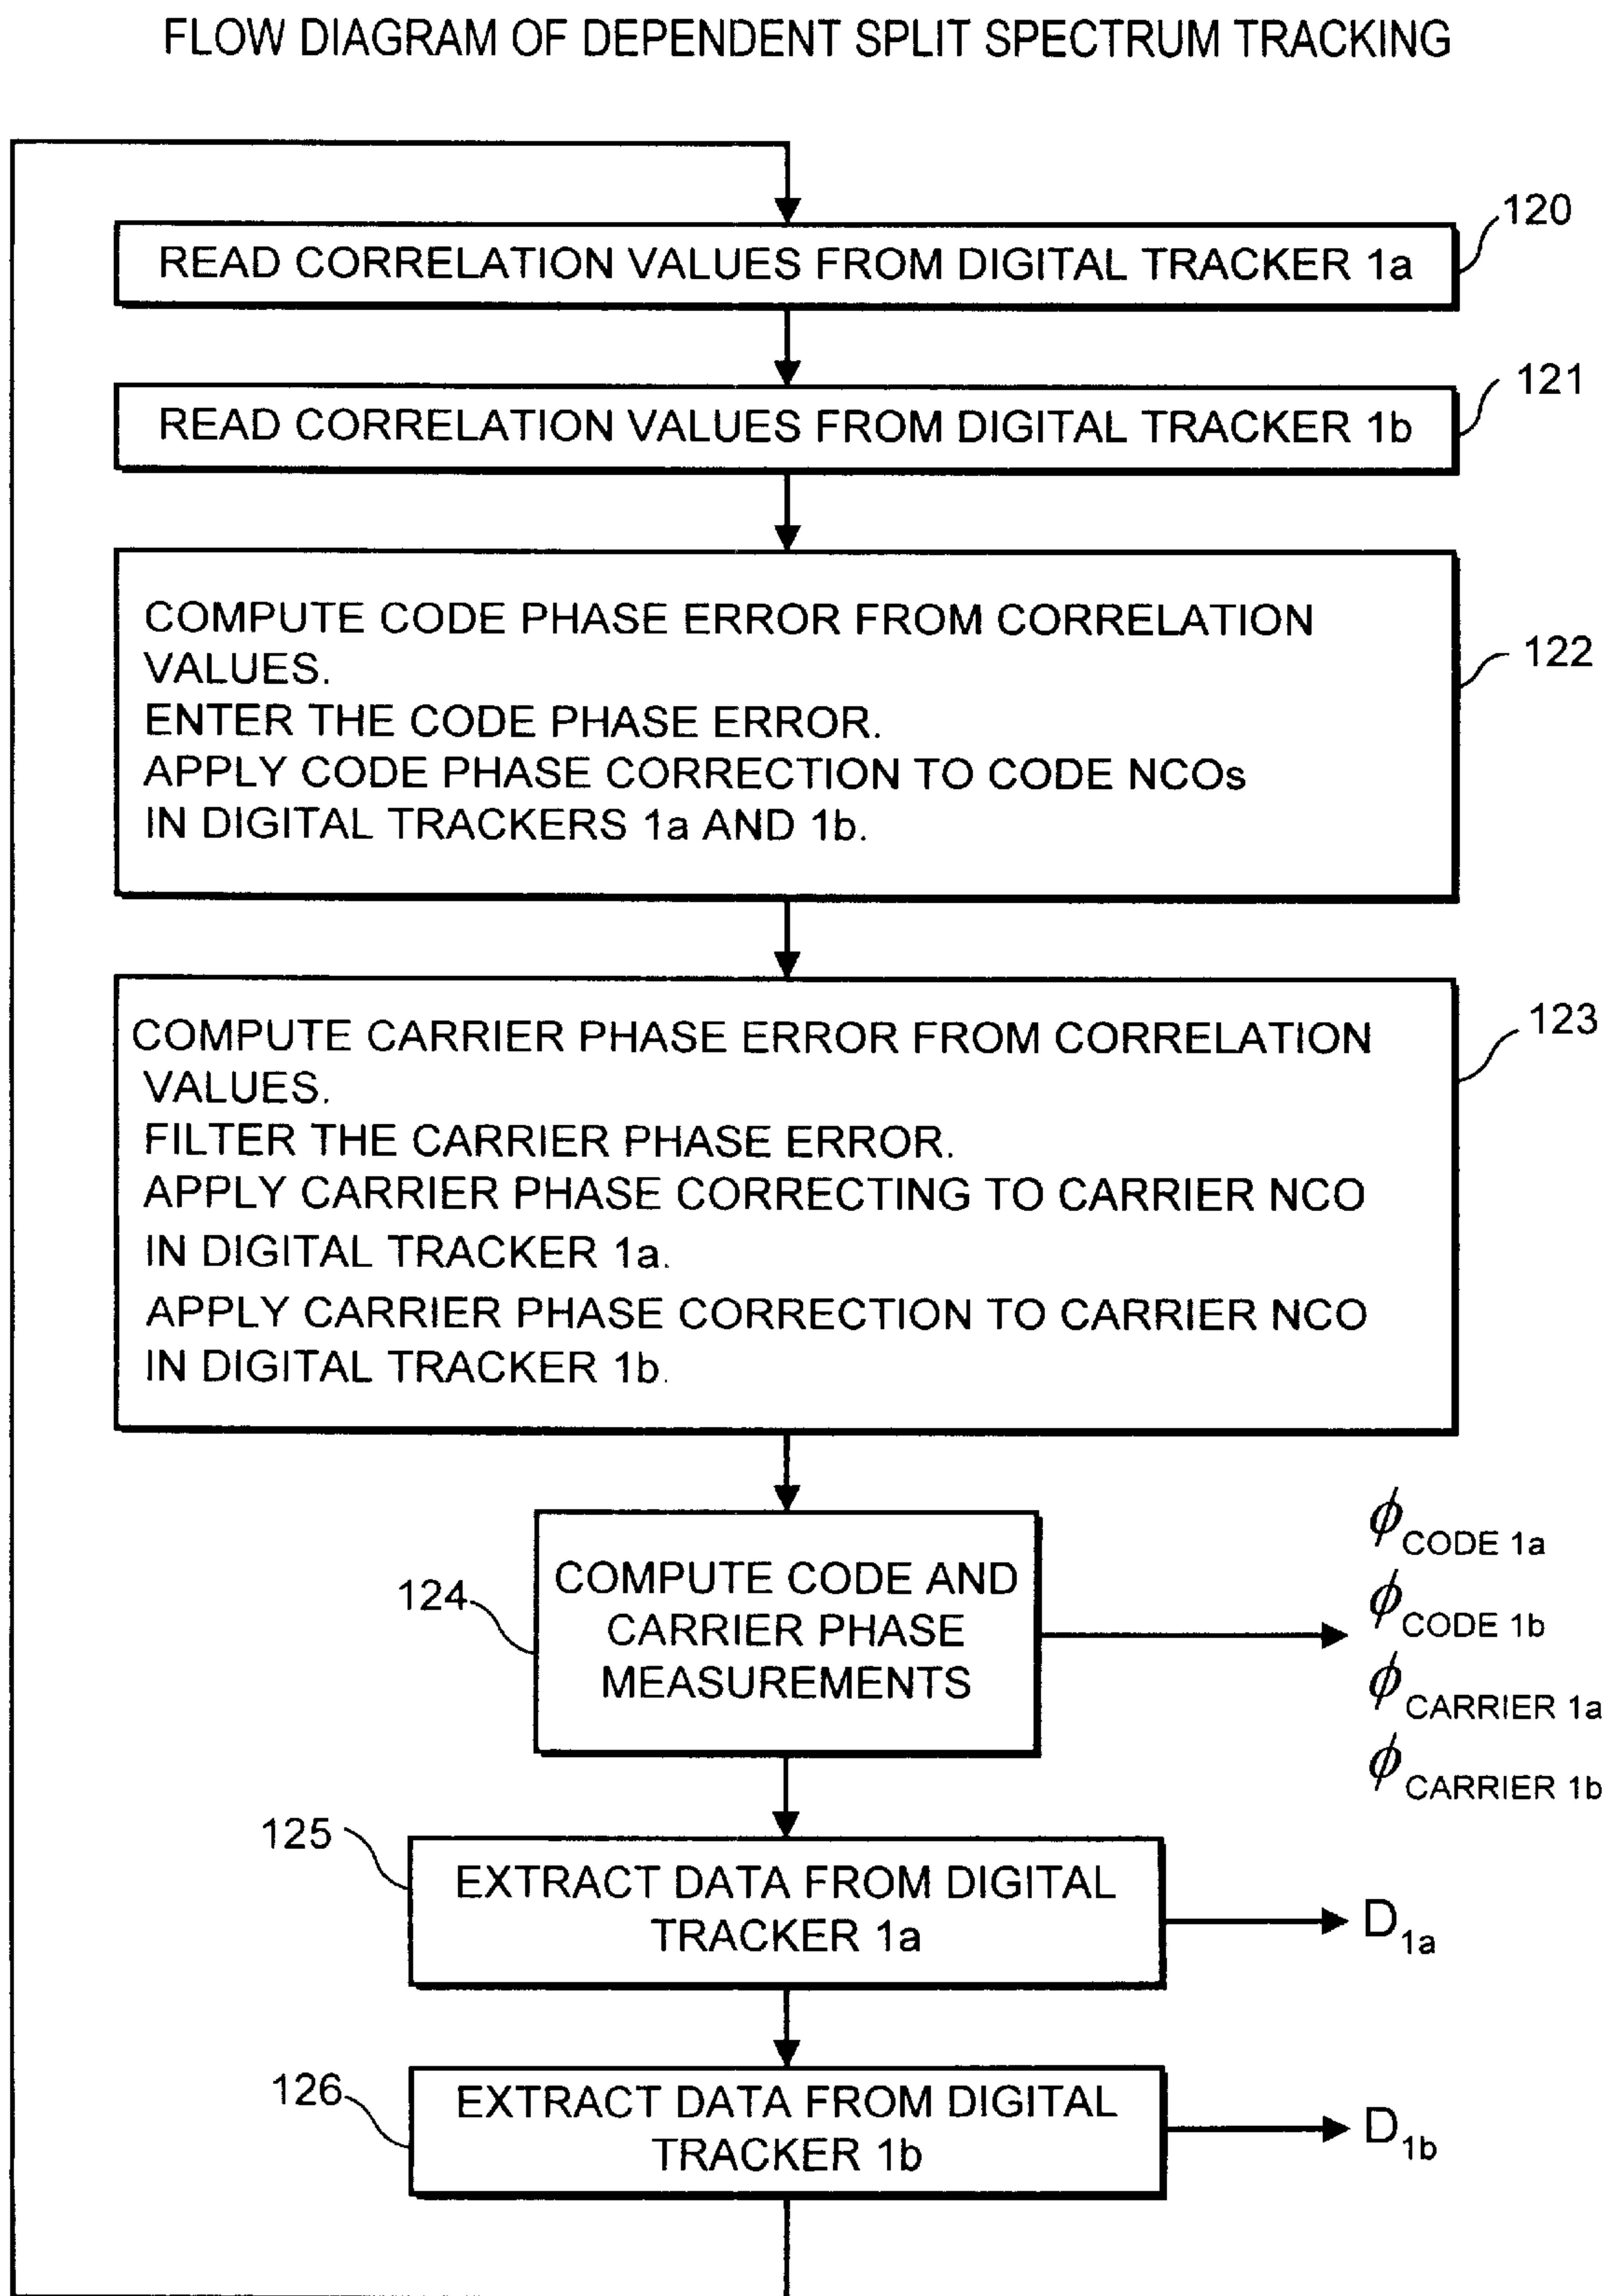 FLOW DIAGRAM OF DEPENDENT SPLIT SPECTRUM TRACKING
120
READ CORRELATION VALUES FROM DIGITAL TRACKER 1a
121
READ CORRELATION VALUES FROM DIGITAL TRACKER 1b
COMPUTE CODE PHASE ERROR FROM CORRELATION
VALUES.
ENTER THE CODE PHASE ERROR.
APPLY CODE PHASE CORRECTION TO CODE NCOs
IN DIGITAL TRACKERS 1a AND 1b.
122
COMPUTE CARRIER PHASE ERROR FROM CORRELATION
VALUES.
FILTER THE CARRIER PHASE ERROR.
APPLY CARRIER PHASE CORRECTING TO CARRIER NCO
IN DIGITAL TRACKER 1a.
APPLY CARRIER PHASE CORRECTION TO CARRIER NCO
IN DIGITAL TRACKER 1b.
123
124
COMPUTE CODE AND
CARRIER PHASE
MEASUREMENTS
ϕ CODE 1a
ϕ CODE 1b
ϕ CARRIER 1a
ϕ CARRIER 1b
125
EXTRACT DATA FROM DIGITAL
TRACKER 1a
D1a
126
EXTRACT DATA FROM DIGITAL
TRACKER 1b
D1b